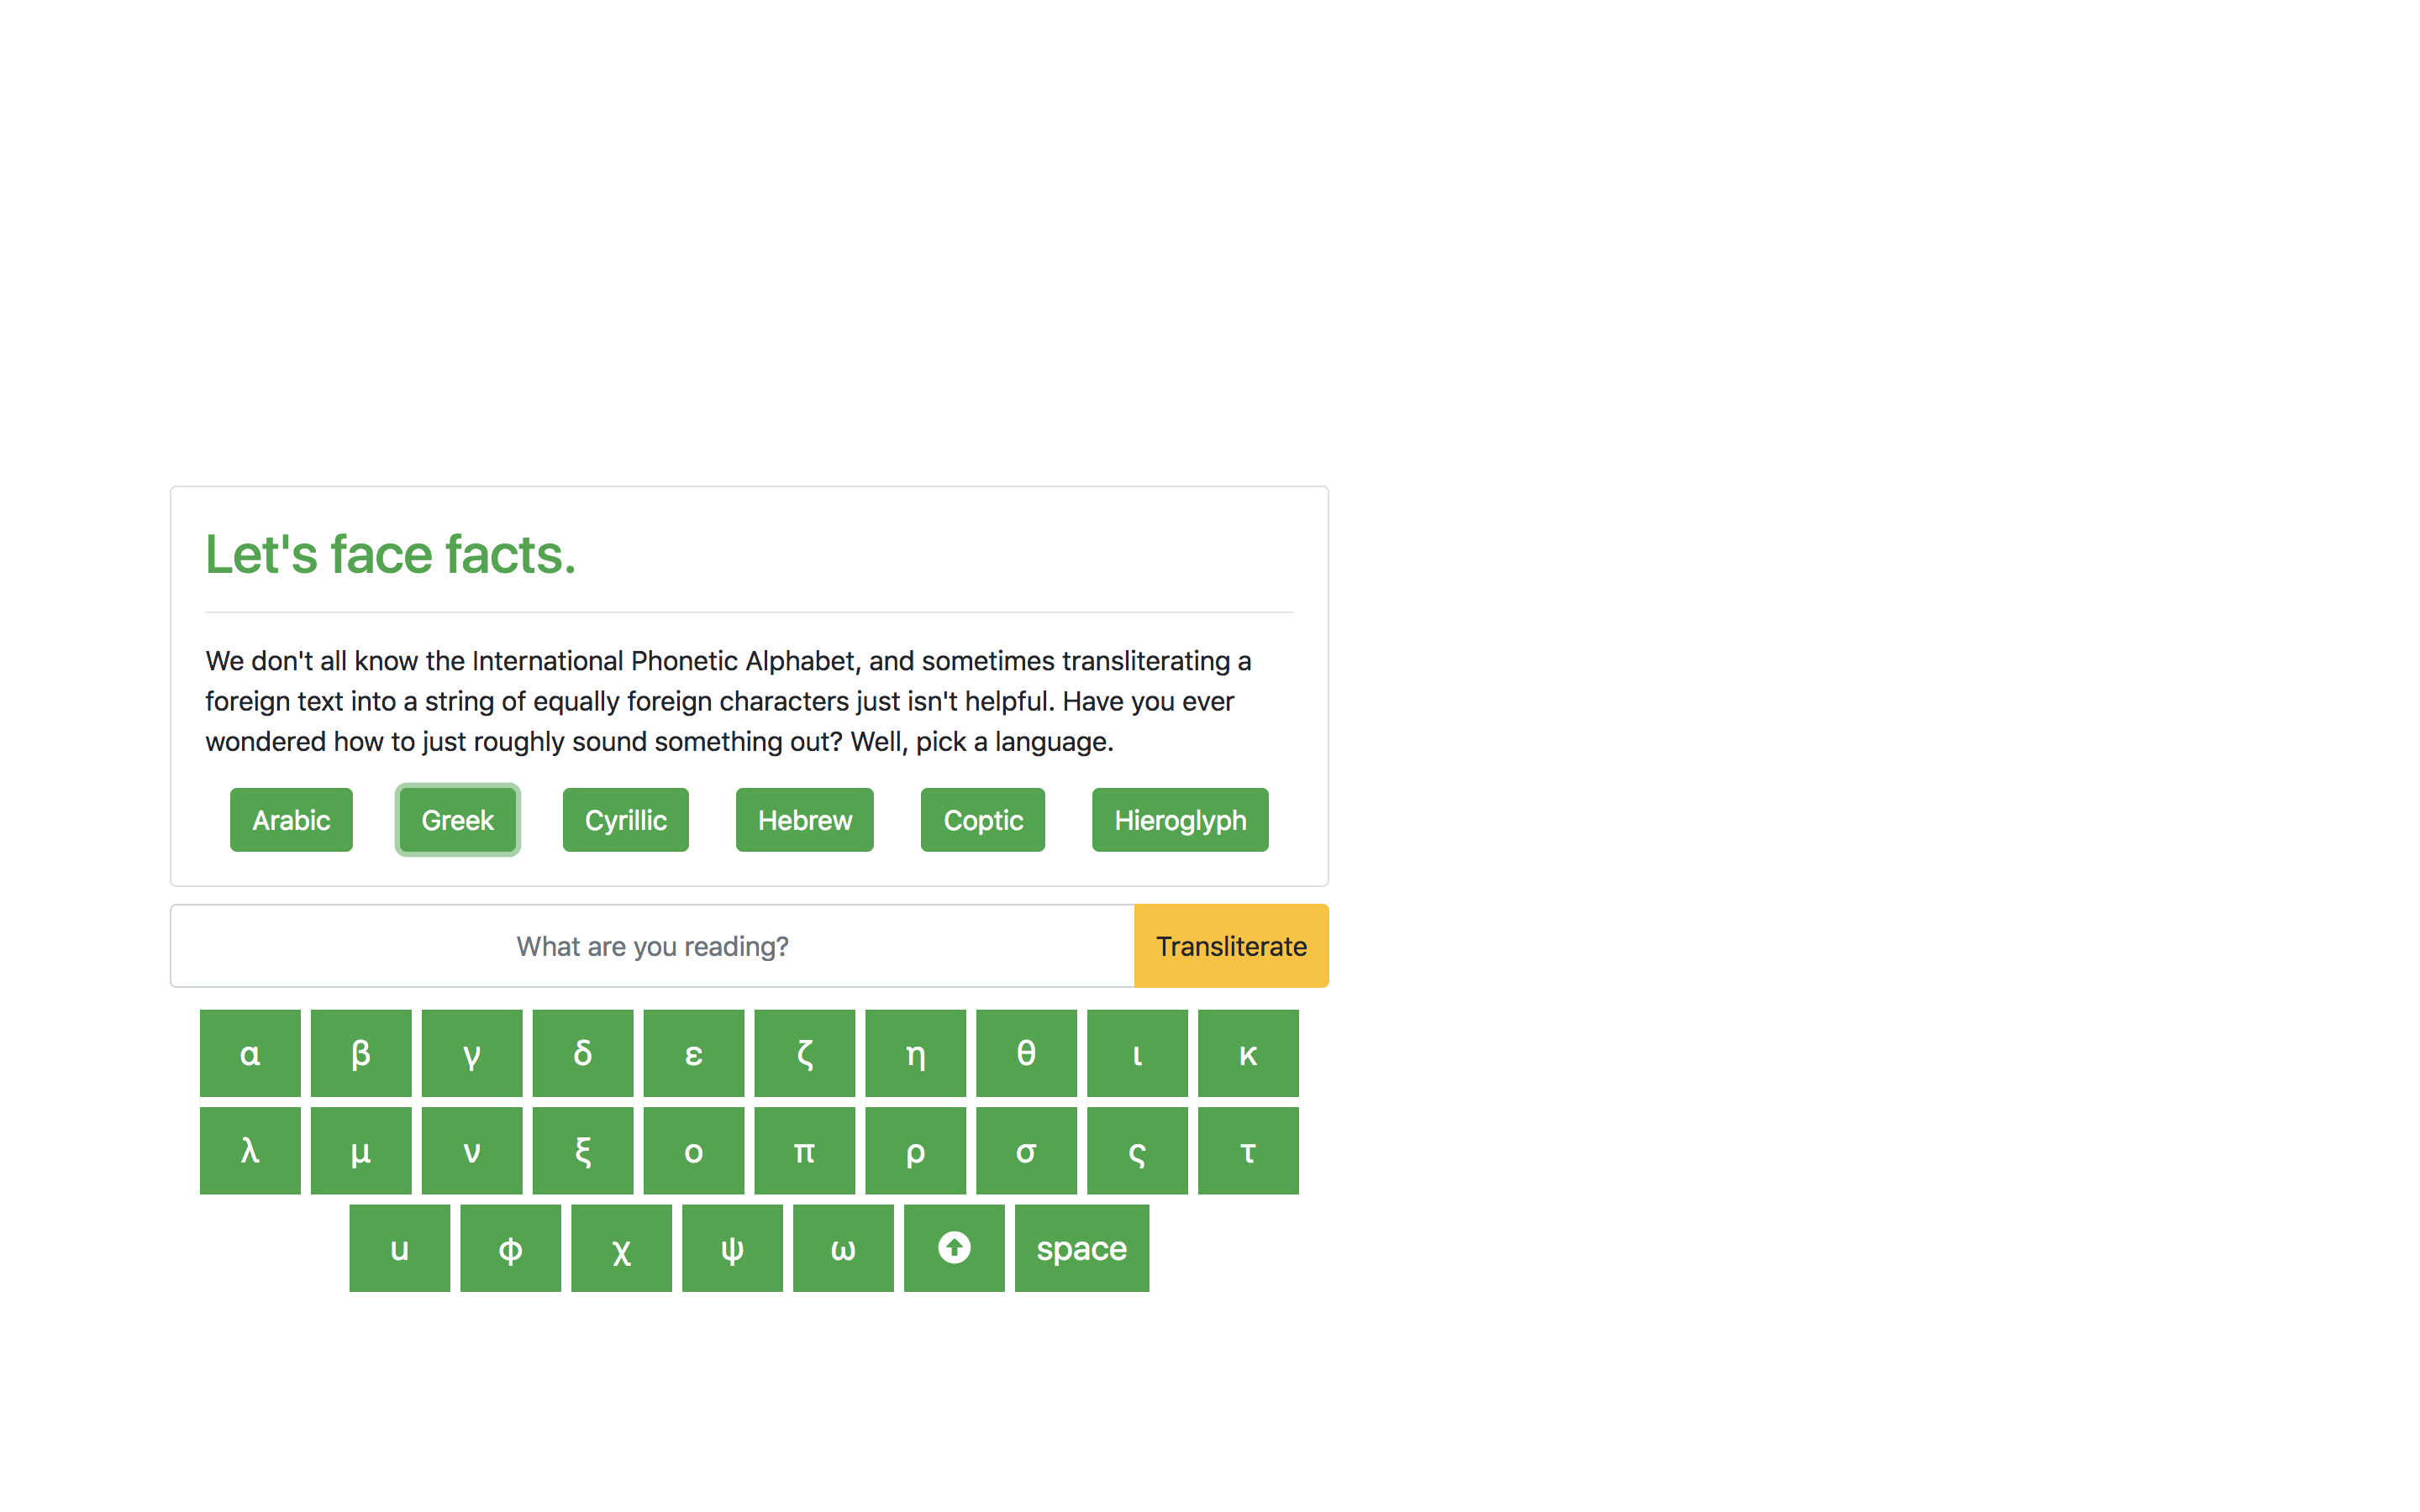 Let's face facts.
We don't all know the International Phonetic Alphabet, and sometimes transliterating a
foreign text into a string of equally foreign characters just isn't helpful. Have you ever
wondered how to just roughly sound something out? Well, pick a language.
Arabic Greek Cyrillic Hebrew Coptic Hieroglyph
What are you reading? Transliterate
α β γ δ ε ζ η θ ι κ
λ μ ν ξ ο π ρ σ ς τ
u φ χ ψ ω space